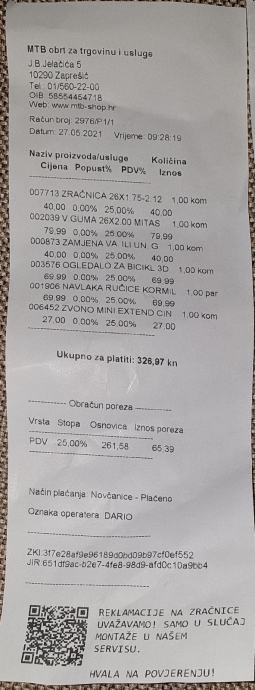 MTB obrt za trgovinu i usluge
J.B.Jelačića 5
10290 Zaprešić
Tel.: 01/560-22-00
OIB: 58554454718
Web: www.mtb-shop.hr
Račun broj: 2976/P1/1
Datum: 27.05.2021 Vrijeme: 09:28:19
Naziv proizvoda/usluge Količina
Cijena Popust% PDV% Iznos
007713 ZRAČNICA 26X1.75-2.12 1,00 kom
40,00 0.00% 25.00% 40,00
002039 V.GUMA 26X2.00 MITAS 1,00 kom
79,99 0.00% 25.00% 79,99
000873 ZAMJENA VA. ILI UN. G 1,00 kom
40,00 0.00% 25.00% 40,00
003576 OGLEDALO ZA BICIKL 3D 1,00 kom
69,99 0.00% 25.00% 69,99
001906 NAVLAKA RUČICE KORMIL 1,00 par
69,99 0.00% 25.00% 69,99
006452 ZVONO MINI EXTEND CIN 1,00 kom
27,00 0.00% 25.00% 27,00
Ukupno za platiti: 326,97 kn
------------ Obračun poreza ------------
Vrsta Stopa Osnovica Iznos poreza
PDV 25,00% 261,58 65,39
Način plaćanja: Novčanice - Plaćeno
Oznaka operatera: DARIO
ZKI:3f7e28af9e96189d0bd09b97cf0ef552
JIR:651df9ac-b2e7-4fe8-98d9-afd0c10a9bb4
REKLAMACIJE NA ZRAČNICE
UVAŽAVAMO! SAMO U SLUČAJ
MONTAŽE U NAŠEM
SERVISU.
HVALA NA POVJERENJU!